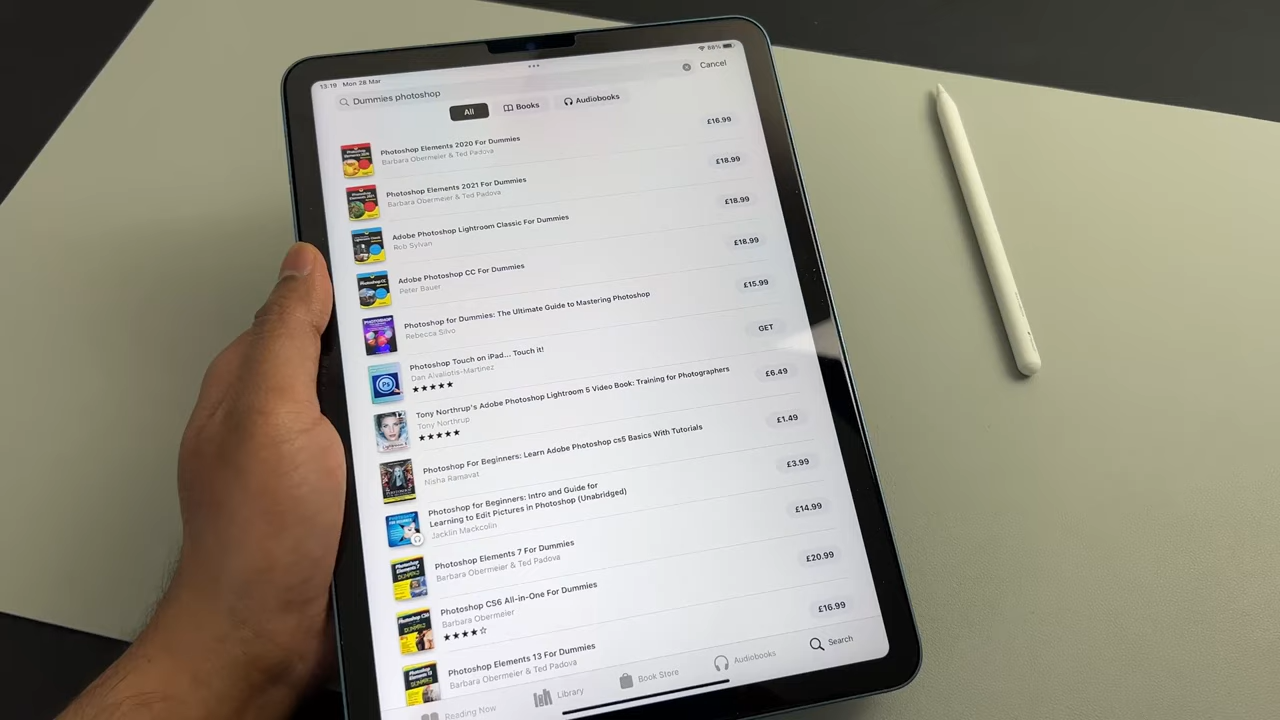 13:19 Mon 28 Mar
88%
Dummies photoshop
Cancel
All
Books
Audiobooks
Photoshop Elements 2020 For Dummies
Barbara Obermeier & Ted Padova
£16.99
Photoshop Elements 2021 For Dummies
Barbara Obermeier & Ted Padova
£18.99
Adobe Photoshop Lightroom Classic For Dummies
Rob Sylvan
£18.99
Adobe Photoshop CC For Dummies
Peter Bauer
£18.99
Photoshop for Dummies: The Ultimate Guide to Mastering Photoshop
Rebecca Silvo
£15.99
Photoshop Touch on iPad... Touch it!
Dan Alvaliotis-Martinez
★★★★★
GET
Tony Northrup's Adobe Photoshop Lightroom 5 Video Book: Training for Photographers
Tony Northrup
★★★★★
£6.49
Photoshop For Beginners: Learn Adobe Photoshop cs5 Basics With Tutorials
Nisha Ramavat
£1.49
Photoshop for Beginners: Intro and Guide for
Learning to Edit Pictures in Photoshop (Unabridged)
Jacklin Mackcolin
£3.99
Photoshop Elements 7 For Dummies
Barbara Obermeier & Ted Padova
£14.99
Photoshop CS6 All-in-One For Dummies
Barbara Obermeier
★★★★☆
£20.99
Photoshop Elements 13 For Dummies
Barbara Obermeier & Ted Padova
£16.99
Reading Now
Library
Book Store
Audiobooks
Search